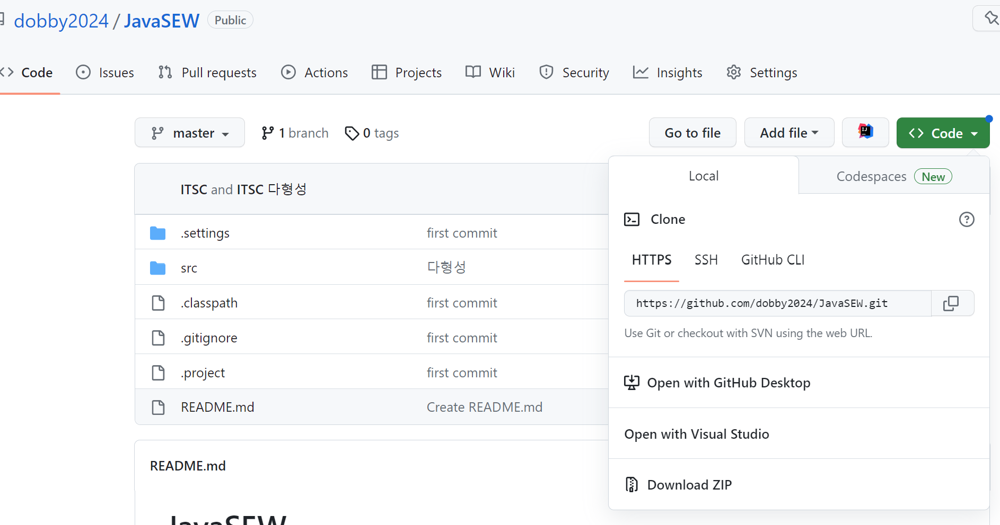 dobby2024 / JavaSEW Public
Code Issues Pull requests Actions Projects Wiki Security Insights Settings
master 1 branch 0 tags Go to file Add file Code
ITSC and ITSC 다형성
.settings first commit
src 다형성
.classpath first commit
.gitignore first commit
.project first commit
README.md Create README.md
README.md
JavaSEW
Local Codespaces New
Clone
HTTPS SSH GitHub CLI
https://github.com/dobby2024/JavaSEW.git
Use Git or checkout with SVN using the web URL.
Open with GitHub Desktop
Open with Visual Studio
Download ZIP